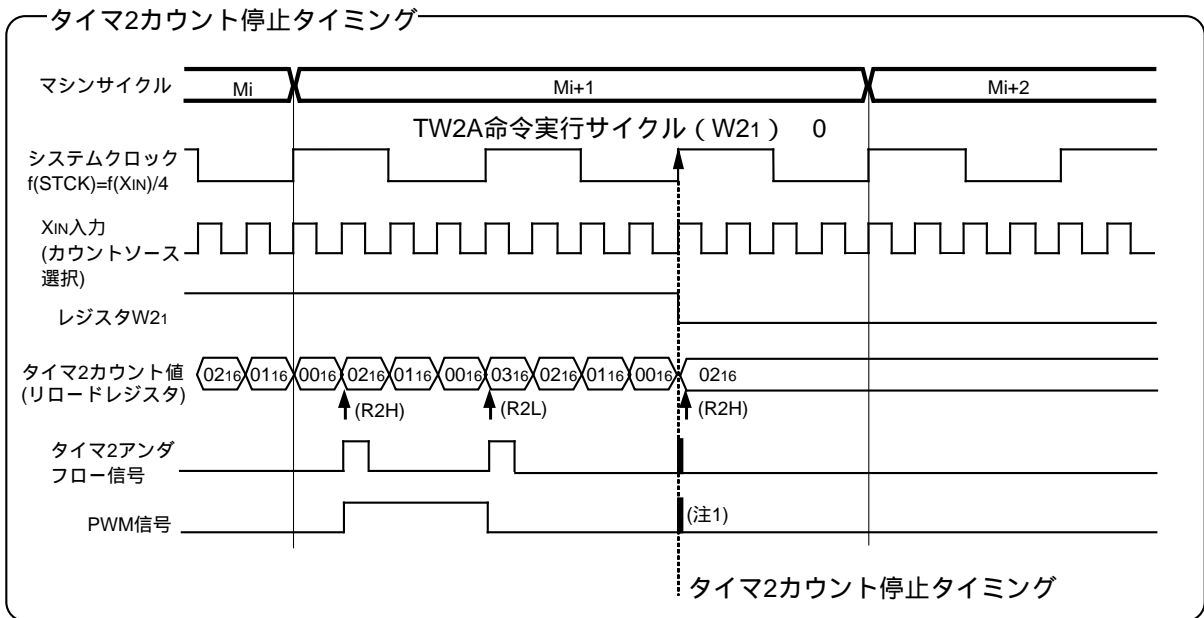 タイマ2カウント停止タイミング
マシンサイクル Mi Mi+1 Mi+2
TW2A命令実行サイクル（W21） 0
システムクロック
f(STCK)=f(XIN)/4
XIN入力
(カウントソース
選択)
レジスタW21
タイマ2カウント値 0216 0116 0016 0216 0116 0016 0316 0216 0116 0016 0216
(リロードレジスタ) (R2H) (R2L) (R2H)
タイマ2アンダ
フロー信号
PWM信号 (注1)
タイマ2カウント停止タイミング